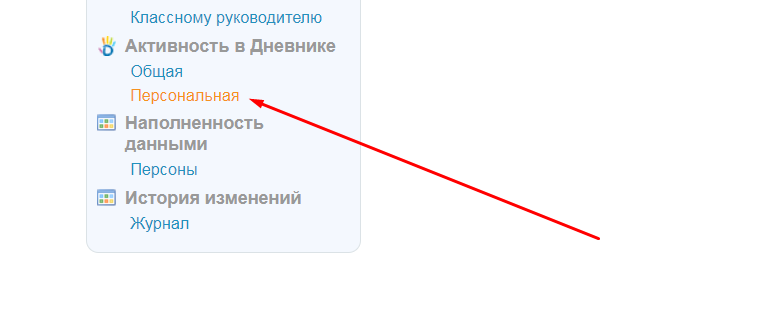 Классному руководителю
Активность в Дневнике
Общая
Персональная
Наполненность
данными
Персоны
История изменений
Журнал